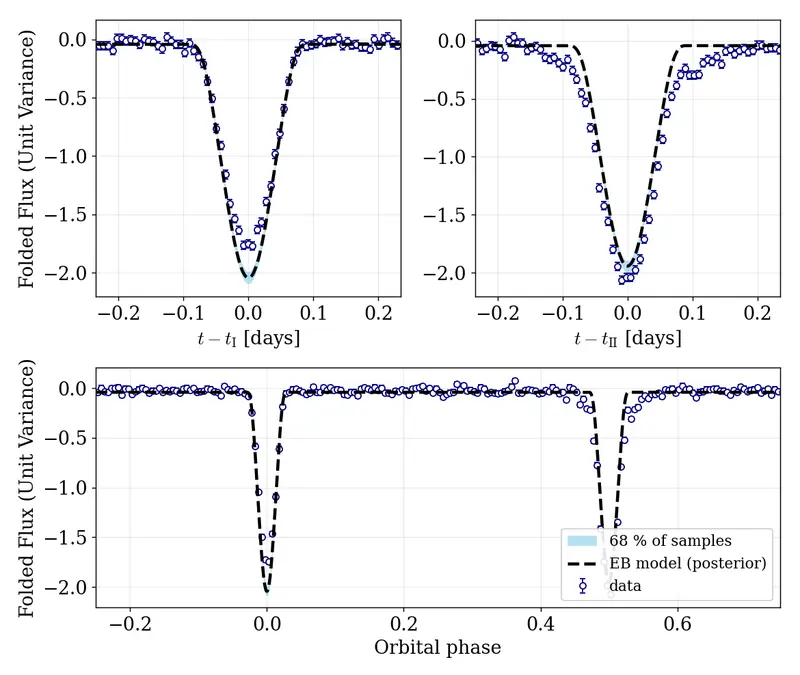 Folded Flux (Unit Variance)
0.0
−0.5
−1.0
−1.5
−2.0
−0.2 −0.1 0.0 0.1 0.2
t − t_I [days]
0.0
−0.5
−1.0
−1.5
−2.0
−0.2 −0.1 0.0 0.1 0.2
t − t_II [days]
Folded Flux (Unit Variance)
0.0
−0.5
−1.0
−1.5
−2.0
68 % of samples
EB model (posterior)
data
−0.2 0.0 0.2 0.4 0.6
Orbital phase